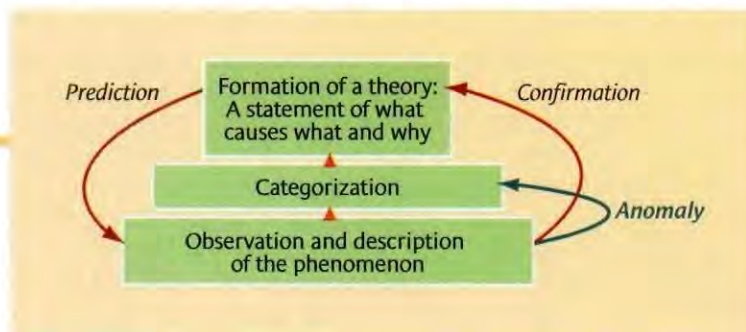 Prediction
Formation of a theory:
A statement of what
causes what and why
Confirmation
Categorization
Anomaly
Observation and description
of the phenomenon